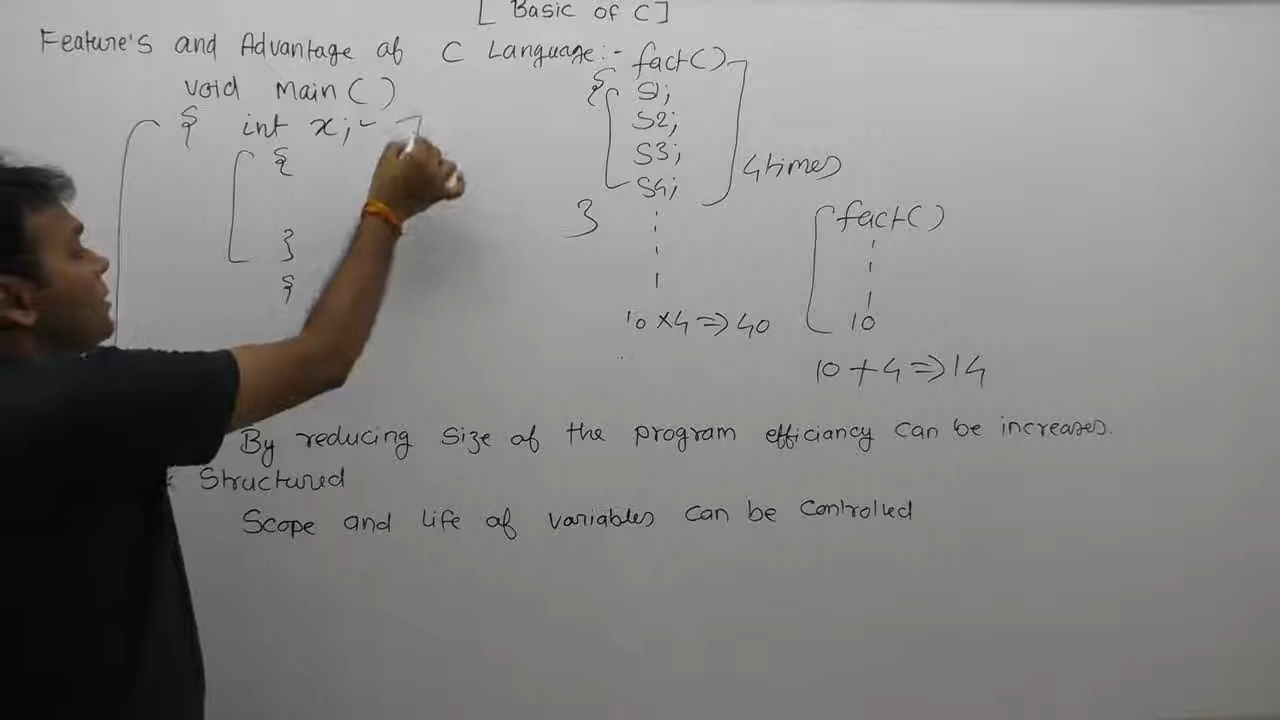 [ Basic of C ]
Feature's and Advantage of C Language:-
void Main( )
{ int x;
{
}
{
fact( )
{ S1;
S2;
S3;
S4;
}
4 times
10 × 4 => 40
fact( )
10
10 + 4 => 14
By reducing size of the program efficiancy can be increases.
Structured
Scope and life of variables can be controlled